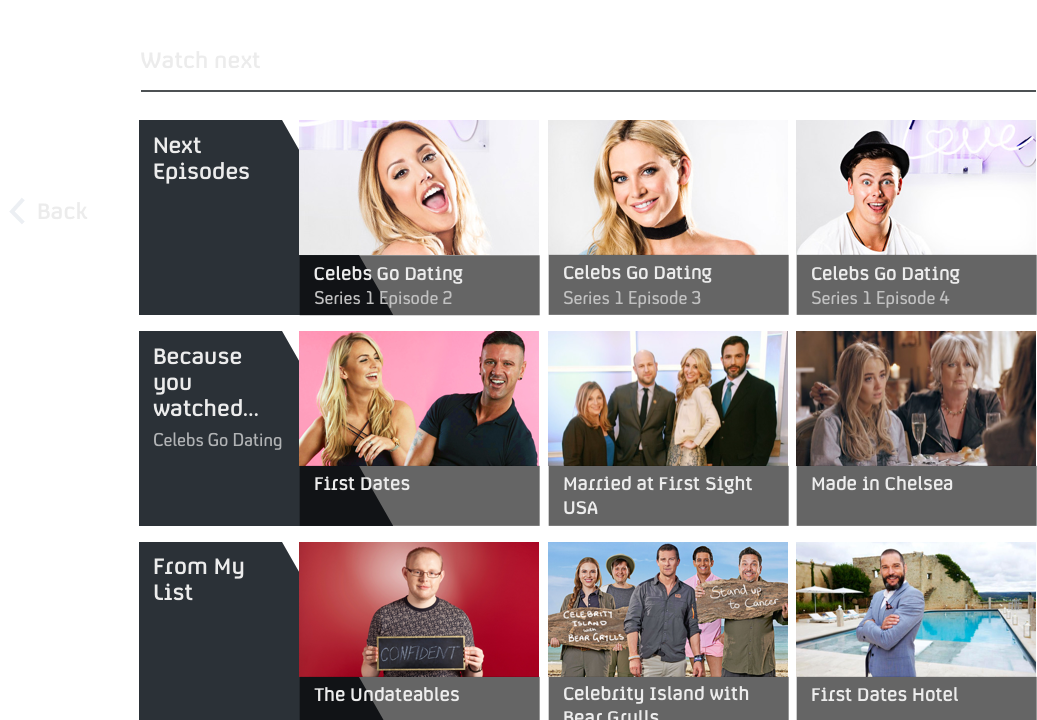 Watch next
Back
Next
Episodes
Love
Celebs Go Dating
Series 1 Episode 2
Celebs Go Dating
Series 1 Episode 3
Celebs Go Dating
Series 1 Episode 4
Because
you
watched...
Celebs Go Dating
First Dates
Married at First Sight
USA
Made in Chelsea
From My
List
CONFIDENT
CELEBRITY
ISLAND
with
BEAR GRYLLS
Stand up
to Cancer
The Undateables
Celebrity Island with
Bear Grylls
First Dates Hotel